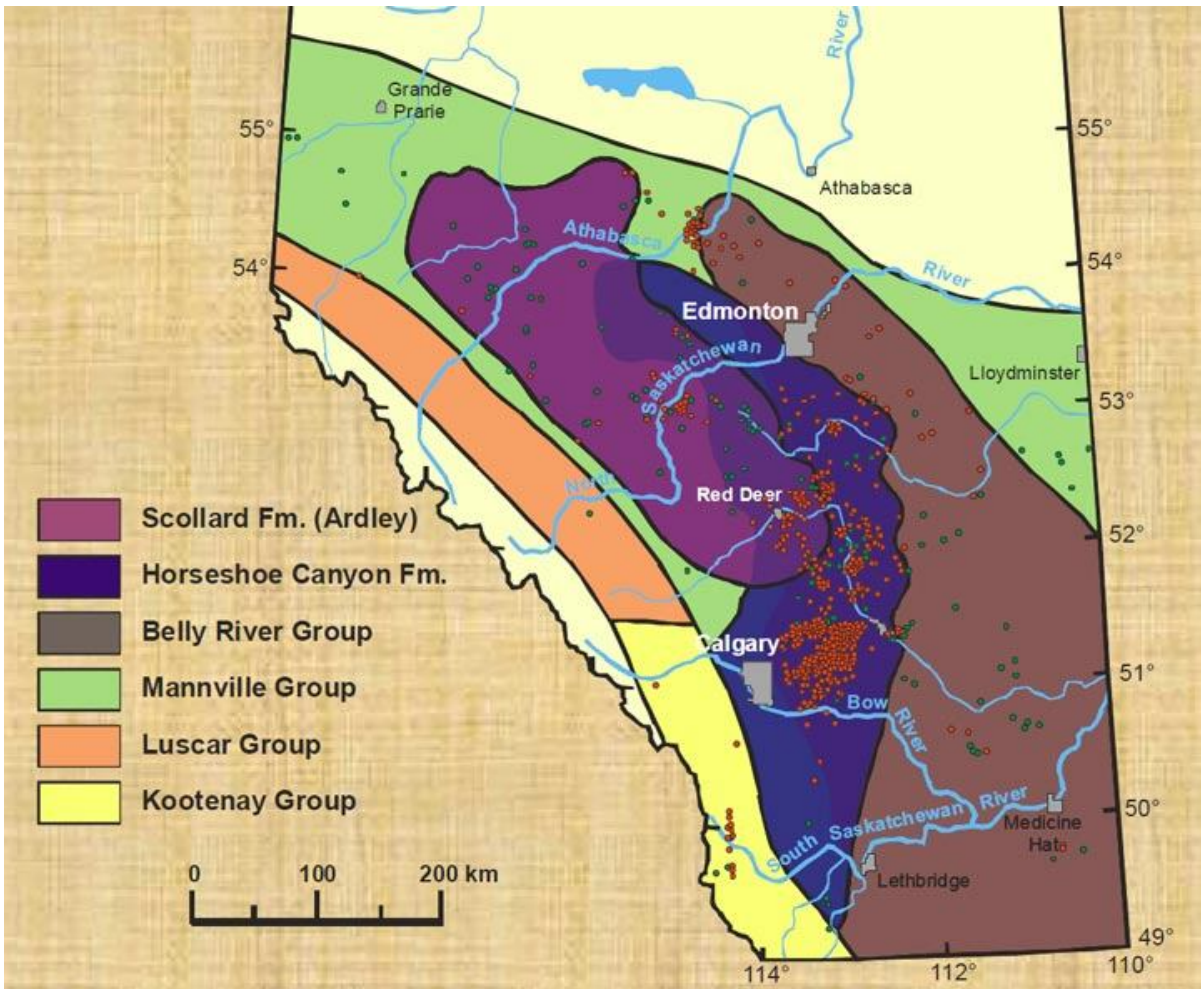 River
Grande
Prarie
55°
55°
Athabasca
Athabasca
54°
54°
River
Edmonton
Saskatchewan
Lloydminster
53°
North
Red Deer
52°
Scollard Fm. (Ardley)
Horseshoe Canyon Fm.
Belly River Group
Mannville Group
Luscar Group
Kootenay Group
Calgary
51°
Bow
River
50°
South Saskatchewan River
Medicine
Hat
Lethbridge
0 100 200 km
49°
114° 112° 110°